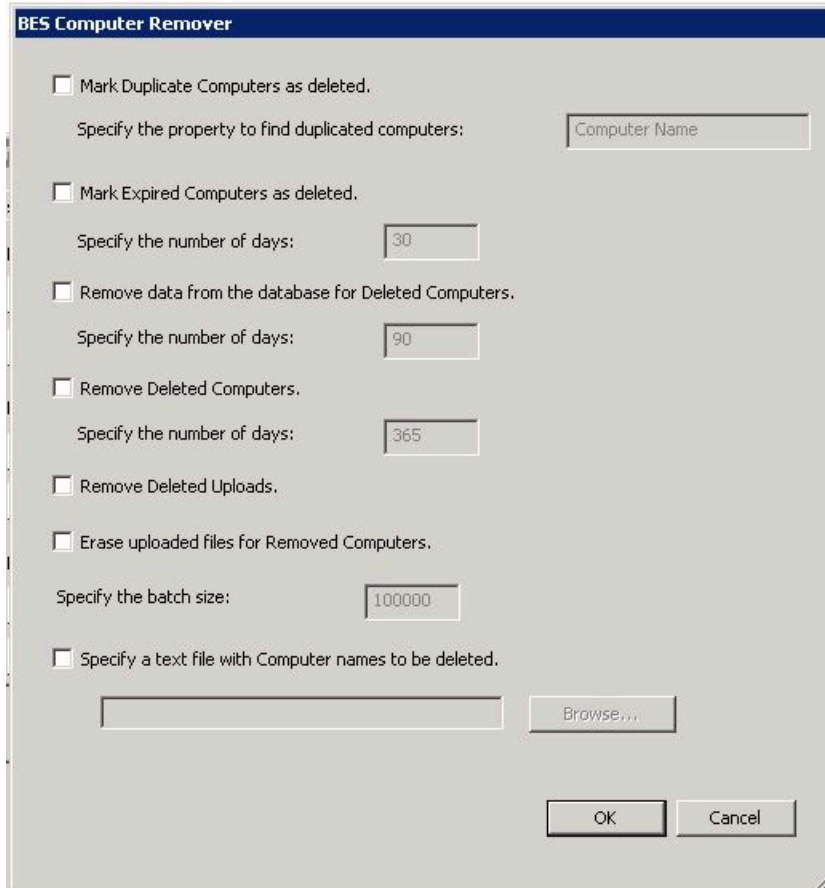 BES Computer Remover
Mark Duplicate Computers as deleted.
Specify the property to find duplicated computers: Computer Name
Mark Expired Computers as deleted.
Specify the number of days: 30
Remove data from the database for Deleted Computers.
Specify the number of days: 90
Remove Deleted Computers.
Specify the number of days: 365
Remove Deleted Uploads.
Erase uploaded files for Removed Computers.
Specify the batch size: 100000
Specify a text file with Computer names to be deleted.
Browse...
OK Cancel